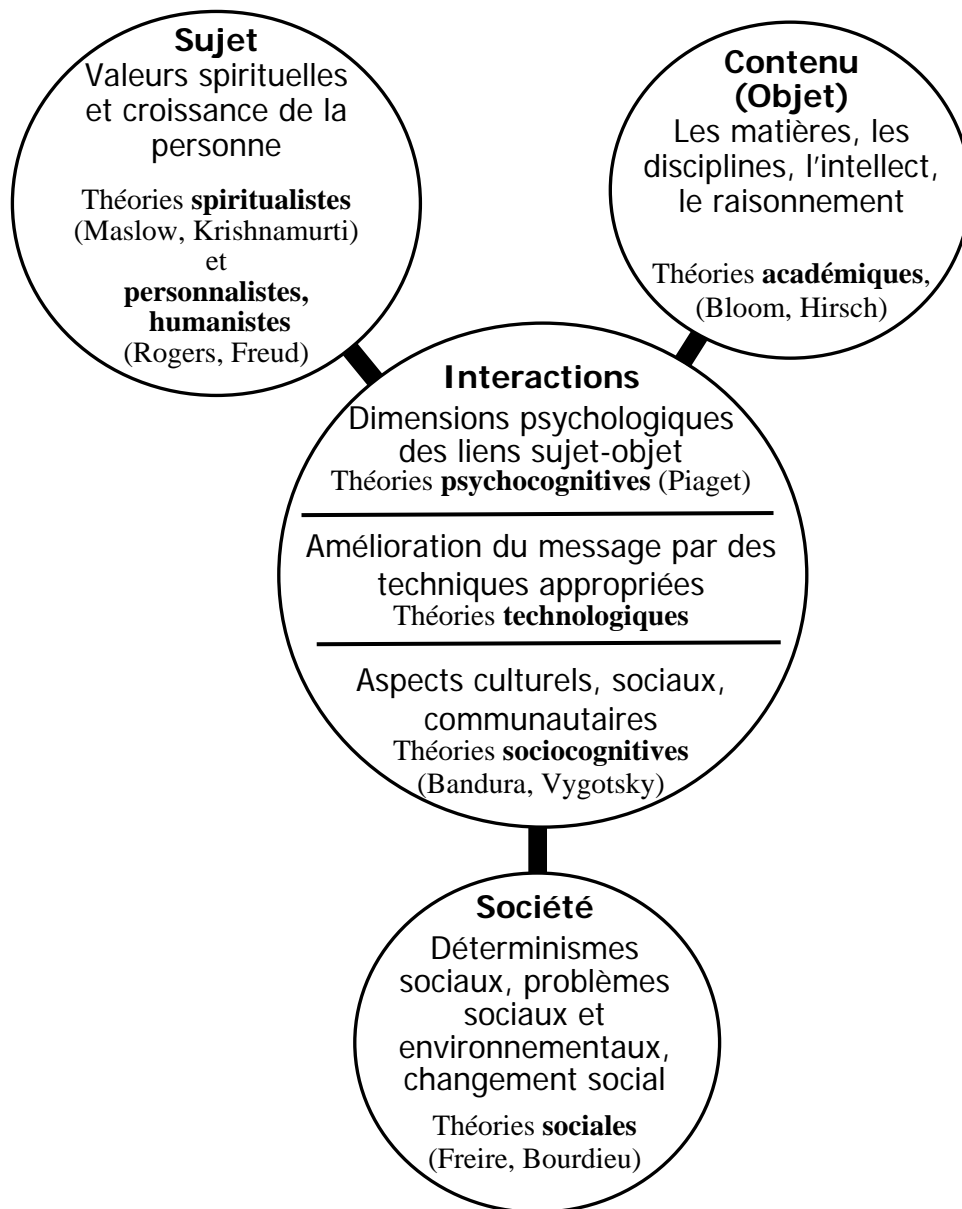 Sujet
Valeurs spirituelles
et croissance de la
personne
Théories spiritualistes
(Maslow, Krishnamurti)
et
personnalistes,
humanistes
(Rogers, Freud)
Contenu
(Objet)
Les matières, les
disciplines, l'intellect,
le raisonnement
Théories académiques,
(Bloom, Hirsch)
Interactions
Dimensions psychologiques
des liens sujet-objet
Théories psychocognitives (Piaget)
Amélioration du message par des
techniques appropriées
Théories technologiques
Aspects culturels, sociaux,
communautaires
Théories sociocognitives
(Bandura, Vygotsky)
Société
Déterminismes
sociaux, problèmes
sociaux et
environnementaux,
changement social
Théories sociales
(Freire, Bourdieu)